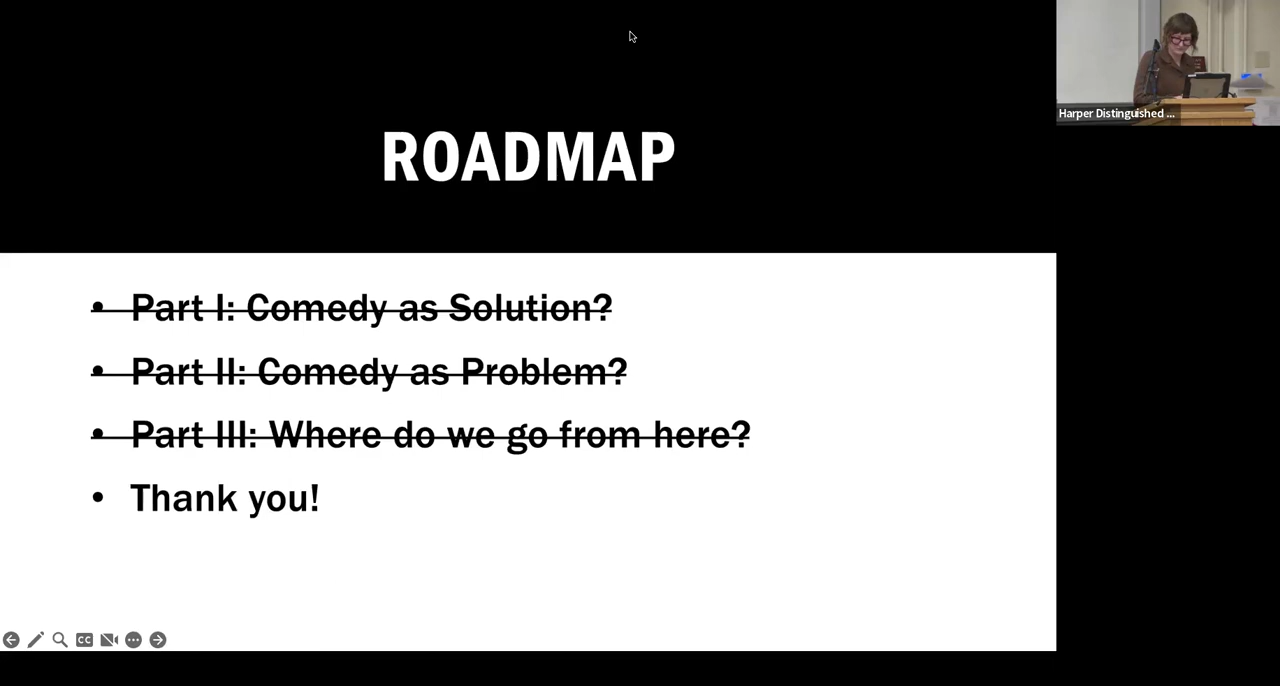 ROADMAP
Harper Distinguished ...
• Part I: Comedy as Solution?
• Part II: Comedy as Problem?
• Part III: Where do we go from here?
• Thank you!
CC